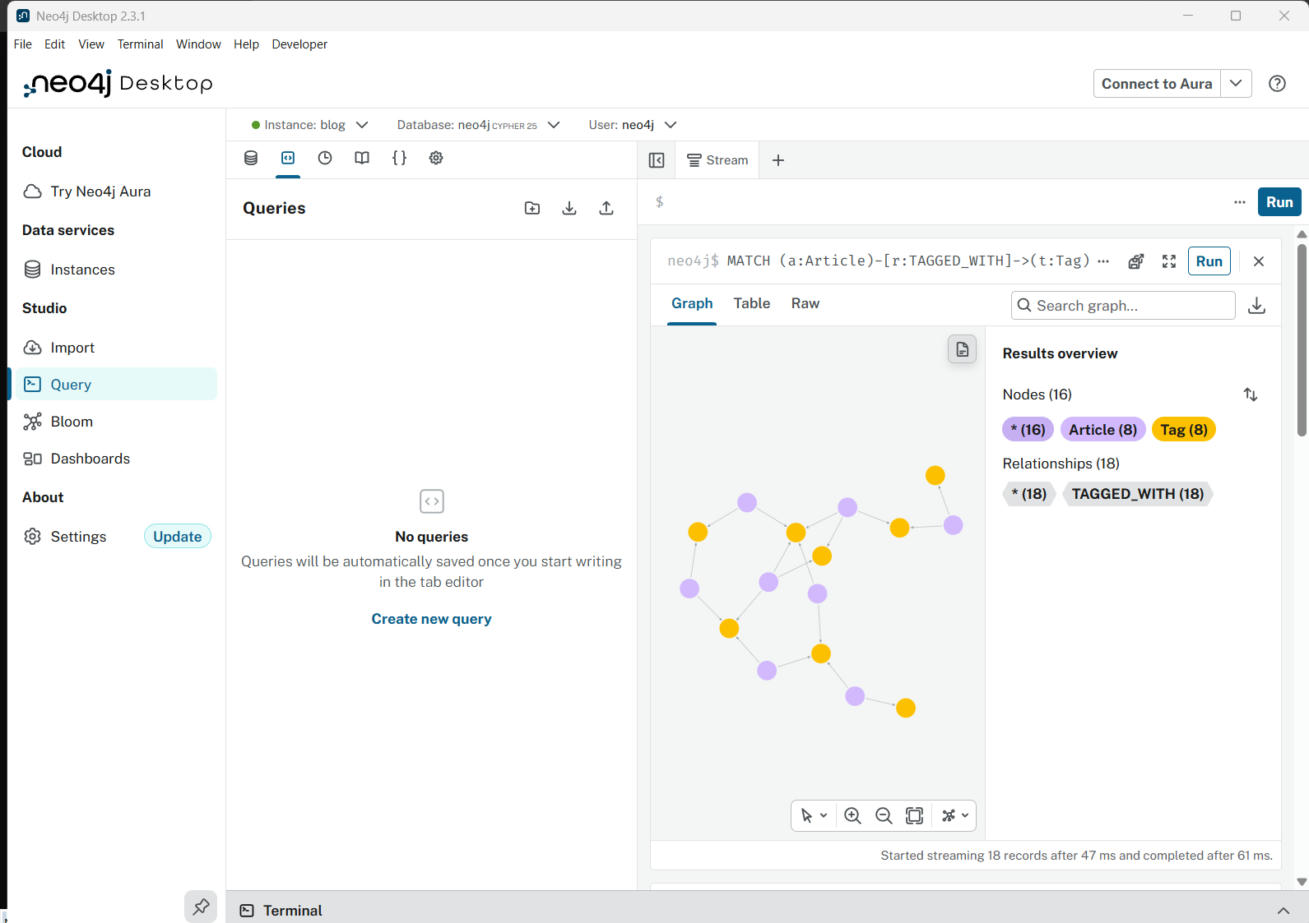 Neo4j Desktop 2.3.1
File Edit View Terminal Window Help Developer
neo4j Desktop
Connect to Aura
Instance: blog Database: neo4j CYPHER 25 User: neo4j
Cloud
Try Neo4j Aura
Data services
Instances
Studio
Import
Query
Bloom
Dashboards
About
Settings Update
Queries
No queries
Queries will be automatically saved once you start writing
in the tab editor
Create new query
Stream
$ Run
neo4j$ MATCH (a:Article)-[r:TAGGED_WITH]->(t:Tag) ... Run
Graph Table Raw Search graph...
Results overview
Nodes (16)
* (16) Article (8) Tag (8)
Relationships (18)
* (18) TAGGED_WITH (18)
Started streaming 18 records after 47 ms and completed after 61 ms.
Terminal